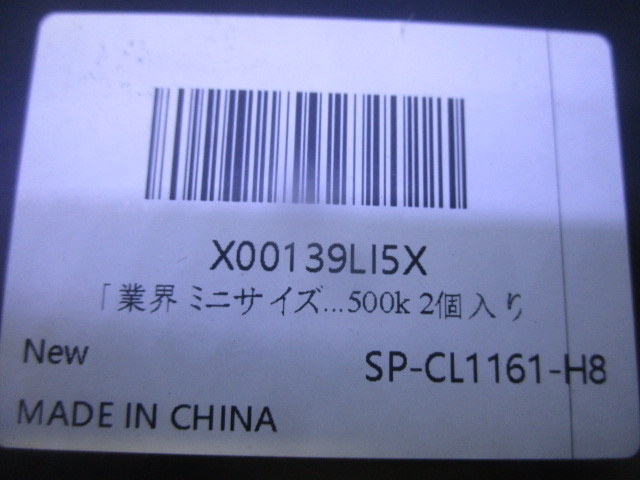 X00139LI5X
「業界 ミニサイズ...500k 2個入り
New
SP-CL1161-H8
MADE IN CHINA